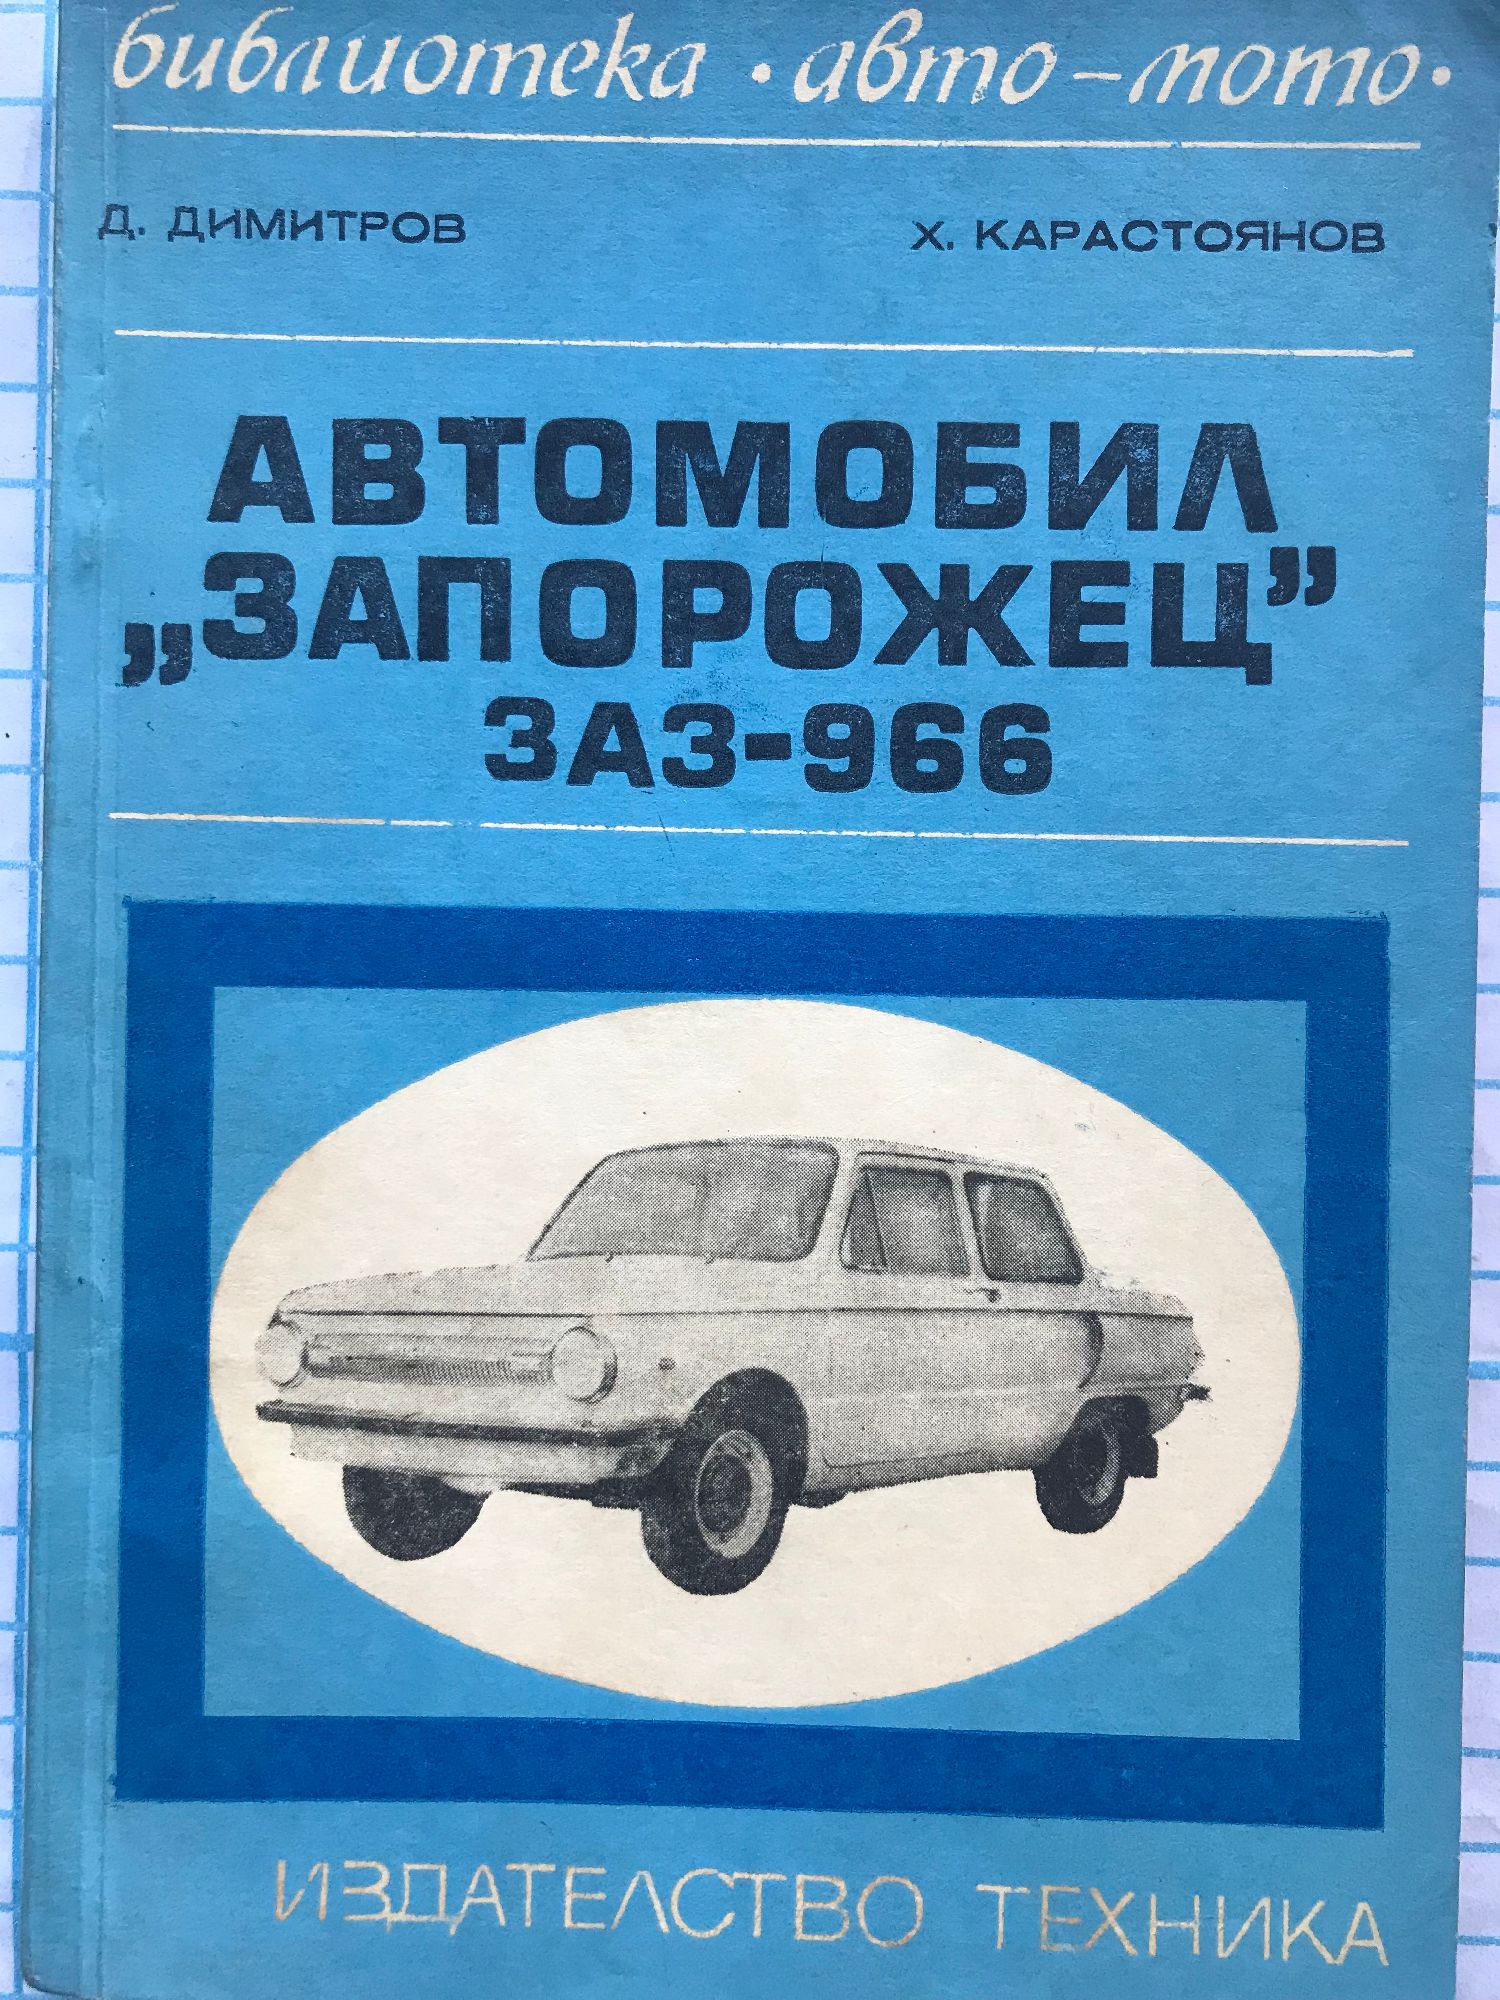 библиотека • авто – мото •
Д. ДИМИТРОВ Х. КАРАСТОЯНОВ
АВТОМОБИЛ
„ЗАПОРОЖЕЦ”
ЗАЗ-966
ИЗДАТЕЛСТВО ТЕХНИКА